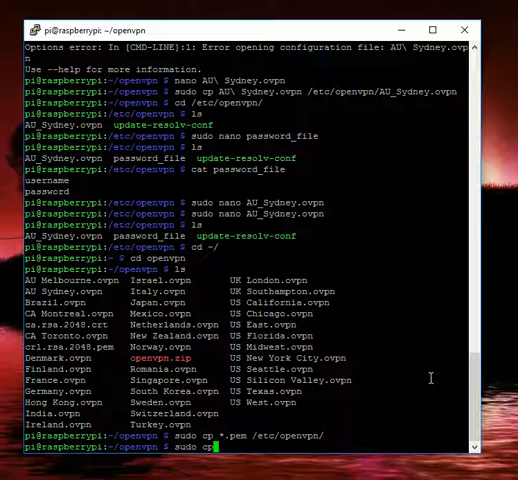 pi@raspberrypi: ~/openvpn
Options error: In [CMD-LINE]:1: Error opening configuration file: AU\ Sydney.ovp
n
Use --help for more information.
pi@raspberrypi:~/openvpn $ nano AU\ Sydney.ovpn
pi@raspberrypi:~/openvpn $ sudo cp AU\ Sydney.ovpn /etc/openvpn/AU_Sydney.ovpn
pi@raspberrypi:~/openvpn $ cd /etc/openvpn/
pi@raspberrypi:/etc/openvpn $ ls
AU_Sydney.ovpn  update-resolv-conf
pi@raspberrypi:/etc/openvpn $ sudo nano password_file
pi@raspberrypi:/etc/openvpn $ ls
AU_Sydney.ovpn  password_file  update-resolv-conf
pi@raspberrypi:/etc/openvpn $ cat password_file
username
password
pi@raspberrypi:/etc/openvpn $ sudo nano AU_Sydney.ovpn
pi@raspberrypi:/etc/openvpn $ sudo nano AU_Sydney.ovpn
pi@raspberrypi:/etc/openvpn $ ls
AU_Sydney.ovpn  password_file  update-resolv-conf
pi@raspberrypi:/etc/openvpn $ cd ~/
pi@raspberrypi:~ $ cd openvpn
pi@raspberrypi:~/openvpn $ ls
AU Melbourne.ovpn  Israel.ovpn  UK London.ovpn
AU Sydney.ovpn  Italy.ovpn  UK Southampton.ovpn
Brazil.ovpn  Japan.ovpn  US California.ovpn
CA Montreal.ovpn  Mexico.ovpn  US Chicago.ovpn
ca.rsa.2048.crt  Netherlands.ovpn  US East.ovpn
CA Toronto.ovpn  New Zealand.ovpn  US Florida.ovpn
crl.rsa.2048.pem  Norway.ovpn  US Midwest.ovpn
Denmark.ovpn  openvpn.zip  US New York City.ovpn
Finland.ovpn  Romania.ovpn  US Seattle.ovpn
France.ovpn  Singapore.ovpn  US Silicon Valley.ovpn
Germany.ovpn  South Korea.ovpn  US Texas.ovpn
Hong Kong.ovpn  Sweden.ovpn  US West.ovpn
India.ovpn  Switzerland.ovpn
Ireland.ovpn  Turkey.ovpn
pi@raspberrypi:~/openvpn $ sudo cp *.pem /etc/openvpn/
pi@raspberrypi:~/openvpn $ sudo cp